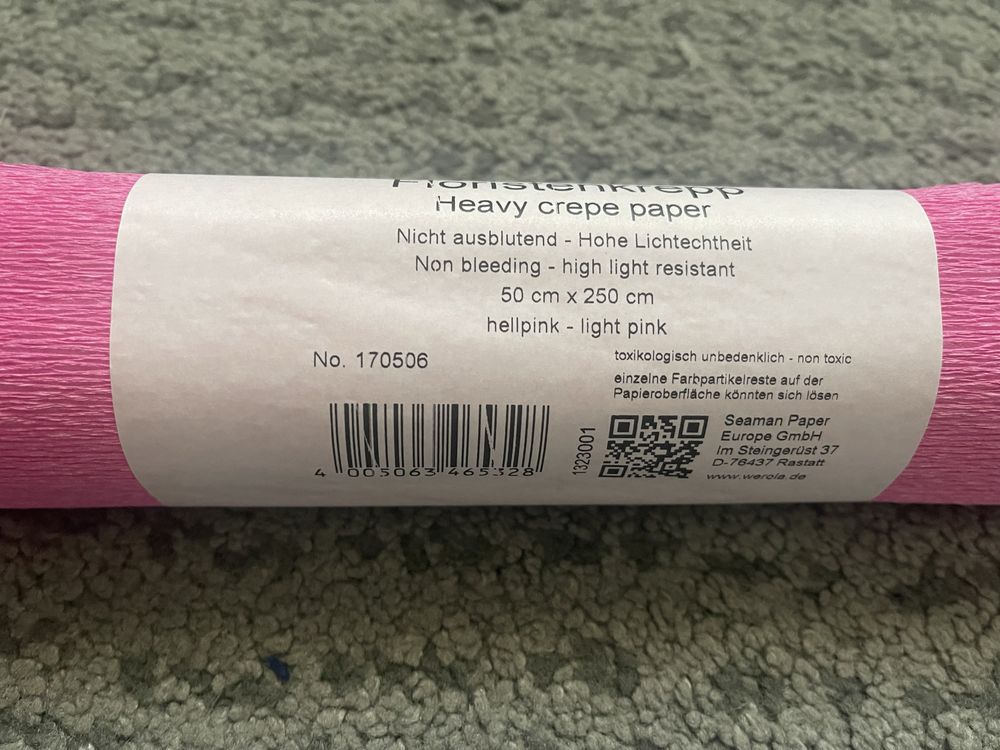 Floristenkrepp
Heavy crepe paper
Nicht ausblutend - Hohe Lichtechtheit
Non bleeding - high light resistant
50 cm x 250 cm
hellpink - light pink
No. 170506
toxikologisch unbedenklich - non toxic
einzelne Farbpartikelreste auf der
Papieroberfläche könnten sich lösen
4 005063 465328
1323001
Seaman Paper
Europe GmbH
Im Steingerüst 37
D-76437 Rastatt
www.werola.de